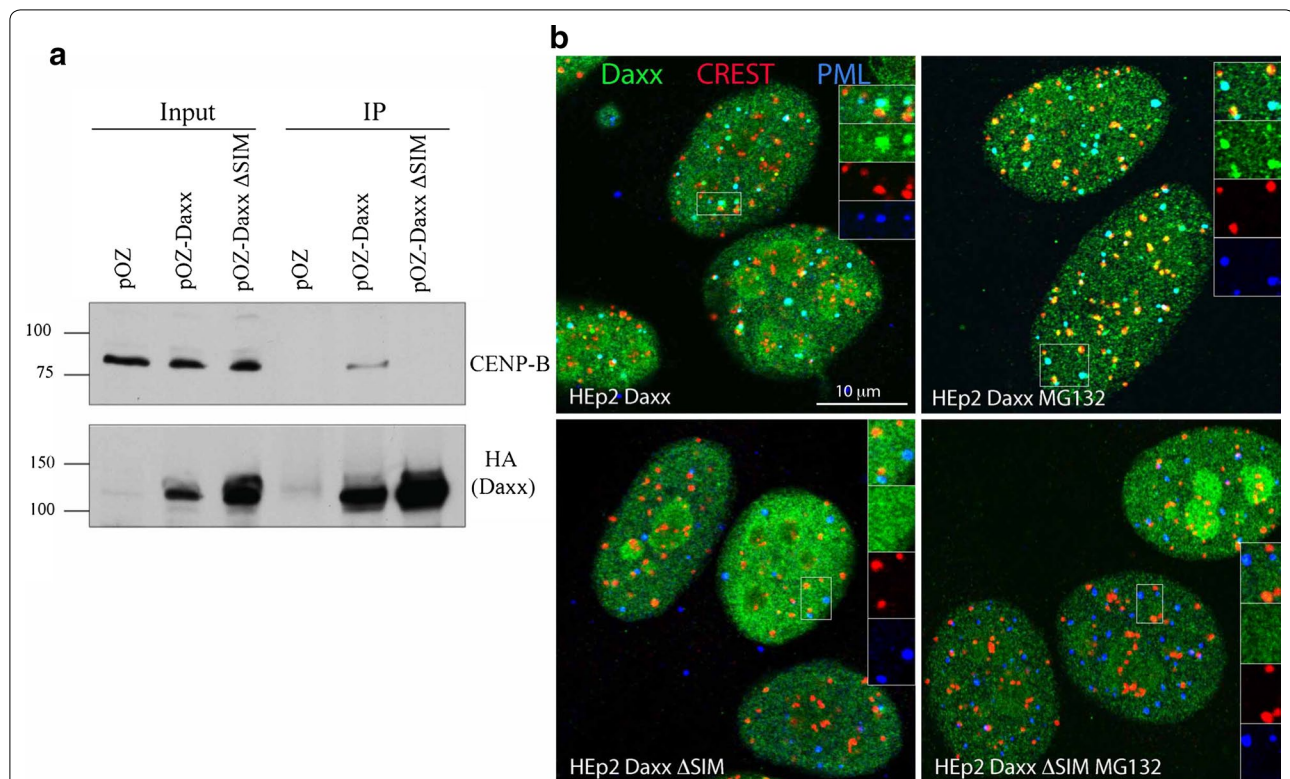 a
Input
IP
pOZ
pOZ-Daxx
pOZ-Daxx ΔSIM
pOZ
pOZ-Daxx
pOZ-Daxx ΔSIM
100
75
CENP-B
150
100
HA
(Daxx)
b
Daxx CREST PML
HEp2 Daxx
10 μm
HEp2 Daxx MG132
HEp2 Daxx ΔSIM
HEp2 Daxx ΔSIM MG132